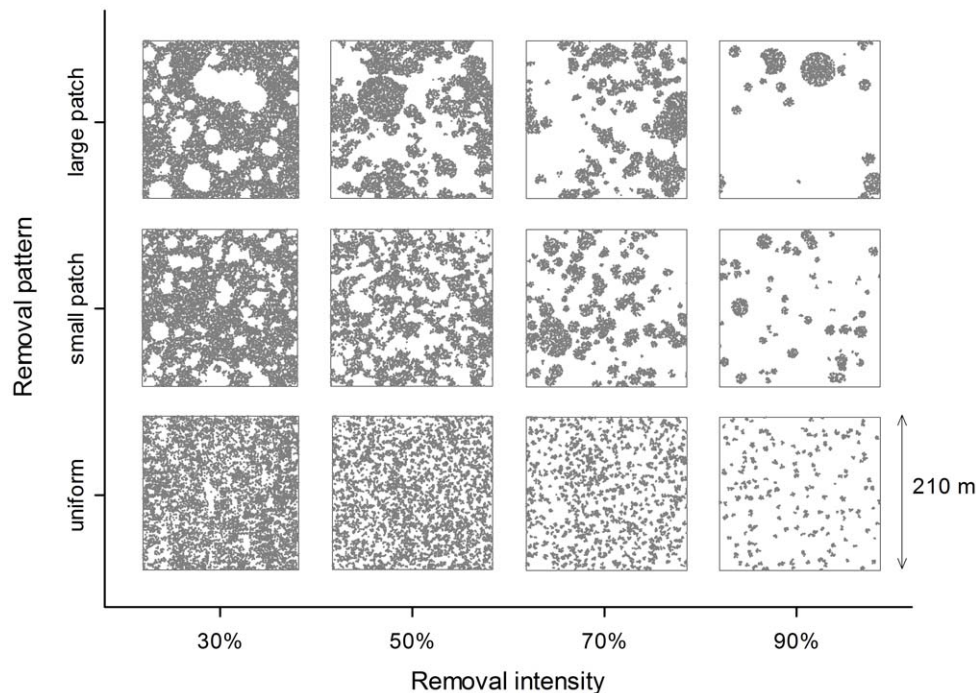 Removal pattern
large patch
small patch
uniform
210 m
30%
50%
70%
90%
Removal intensity